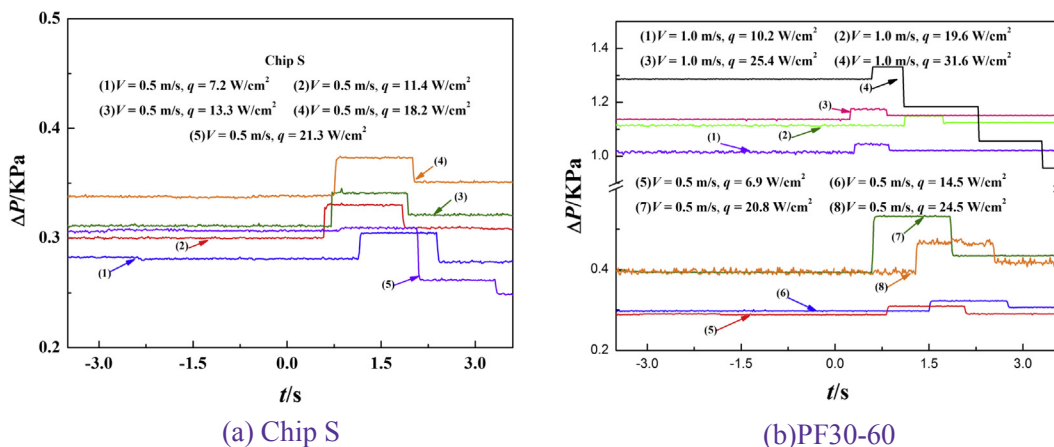 0.5
0.4
0.3
0.2
ΔP/KPa
Chip S
(1)V = 0.5 m/s, q = 7.2 W/cm² (2)V = 0.5 m/s, q = 11.4 W/cm²
(3)V = 0.5 m/s, q = 13.3 W/cm² (4)V = 0.5 m/s, q = 18.2 W/cm²
(5)V = 0.5 m/s, q = 21.3 W/cm²
(4)
(3)
(2)
(1)
(5)
-3.0 -1.5 0.0 1.5 3.0
t/s
(a) Chip S
1.4
1.2
1.0
0.4
0.2
ΔP/KPa
(1)V = 1.0 m/s, q = 10.2 W/cm² (2)V = 1.0 m/s, q = 19.6 W/cm²
(3)V = 1.0 m/s, q = 25.4 W/cm² (4)V = 1.0 m/s, q = 31.6 W/cm²
(4)
(3)
(2)
(1)
(5)V = 0.5 m/s, q = 6.9 W/cm² (6)V = 0.5 m/s, q = 14.5 W/cm²
(7)V = 0.5 m/s, q = 20.8 W/cm² (8)V = 0.5 m/s, q = 24.5 W/cm²
(7)
(8)
(6)
(5)
-3.0 -1.5 0.0 1.5 3.0
t/s
(b)PF30-60